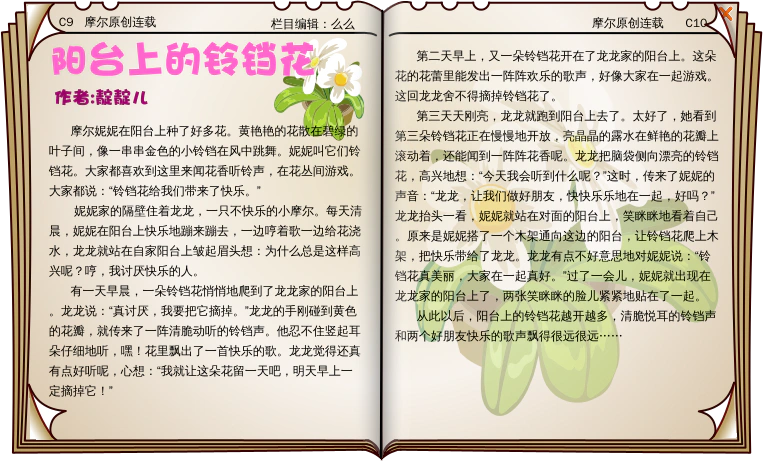 C9 摩尔原创连载
栏目编辑：么么
阳台上的铃铛花
作者:靛靛儿
摩尔妮妮在阳台上种了好多花。黄艳艳的花散在碧绿的
叶子间，像一串串金色的小铃铛在风中跳舞。妮妮叫它们铃
铛花。大家都喜欢到这里来闻花香听铃声，在花丛间游戏。
大家都说：“铃铛花给我们带来了快乐。”
妮妮家的隔壁住着龙龙，一只不快乐的小摩尔。每天清
晨，妮妮在阳台上快乐地蹦来蹦去，一边哼着歌一边给花浇
水，龙龙就站在自家阳台上皱起眉头想：为什么总是这样高
兴呢？哼，我讨厌快乐的人。
有一天早晨，一朵铃铛花悄悄地爬到了龙龙家的阳台上
。龙龙说：“真讨厌，我要把它摘掉。”龙龙的手刚碰到黄色
的花瓣，就传来了一阵清脆动听的铃铛声。他忍不住竖起耳
朵仔细地听，嘿！花里飘出了一首快乐的歌。龙龙觉得还真
有点好听呢，心想：“我就让这朵花留一天吧，明天早上一
定摘掉它！”
摩尔原创连载 C10
第二天早上，又一朵铃铛花开在了龙龙家的阳台上。这朵
花的花蕾里能发出一阵阵欢乐的歌声，好像大家在一起游戏。
这回龙龙舍不得摘掉铃铛花了。
第三天天刚亮，龙龙就跑到阳台上去了。太好了，她看到
第三朵铃铛花正在慢慢地开放，亮晶晶的露水在鲜艳的花瓣上
滚动着，还能闻到一阵阵花香呢。龙龙把脑袋侧向漂亮的铃铛
花，高兴地想：“今天我会听到什么呢？”这时，传来了妮妮的
声音：“龙龙，让我们做好朋友，快快乐乐地在一起，好吗？”
龙龙抬头一看，妮妮就站在对面的阳台上，笑眯眯地看着自己
。原来是妮妮搭了一个木架通向这边的阳台，让铃铛花爬上木
架，把快乐带给了龙龙。龙龙有点不好意思地对妮妮说：“铃
铛花真美丽，大家在一起真好。”过了一会儿，妮妮就出现在
龙龙家的阳台上了，两张笑眯眯的脸儿紧紧地贴在了一起。
从此以后，阳台上的铃铛花越开越多，清脆悦耳的铃铛声
和两个好朋友快乐的歌声飘得很远很远……